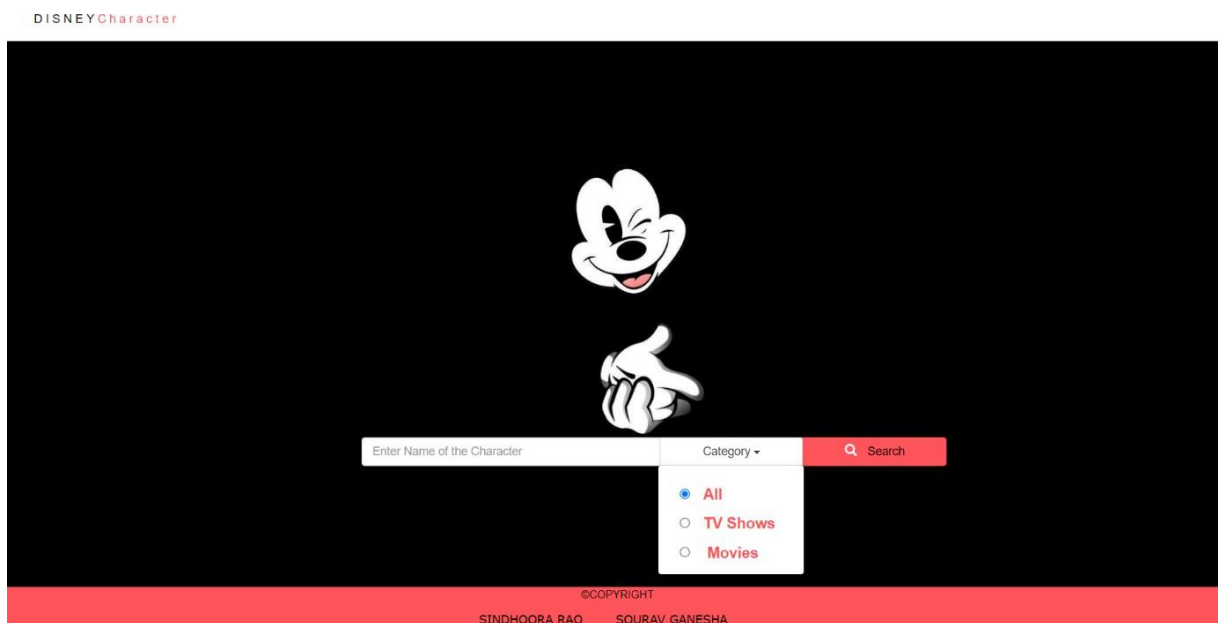 DISNEYCharacter
Enter Name of the Character Category Search
All
TV Shows
Movies
©COPYRIGHT
SINDHOORA RAO SOURAV GANESHA